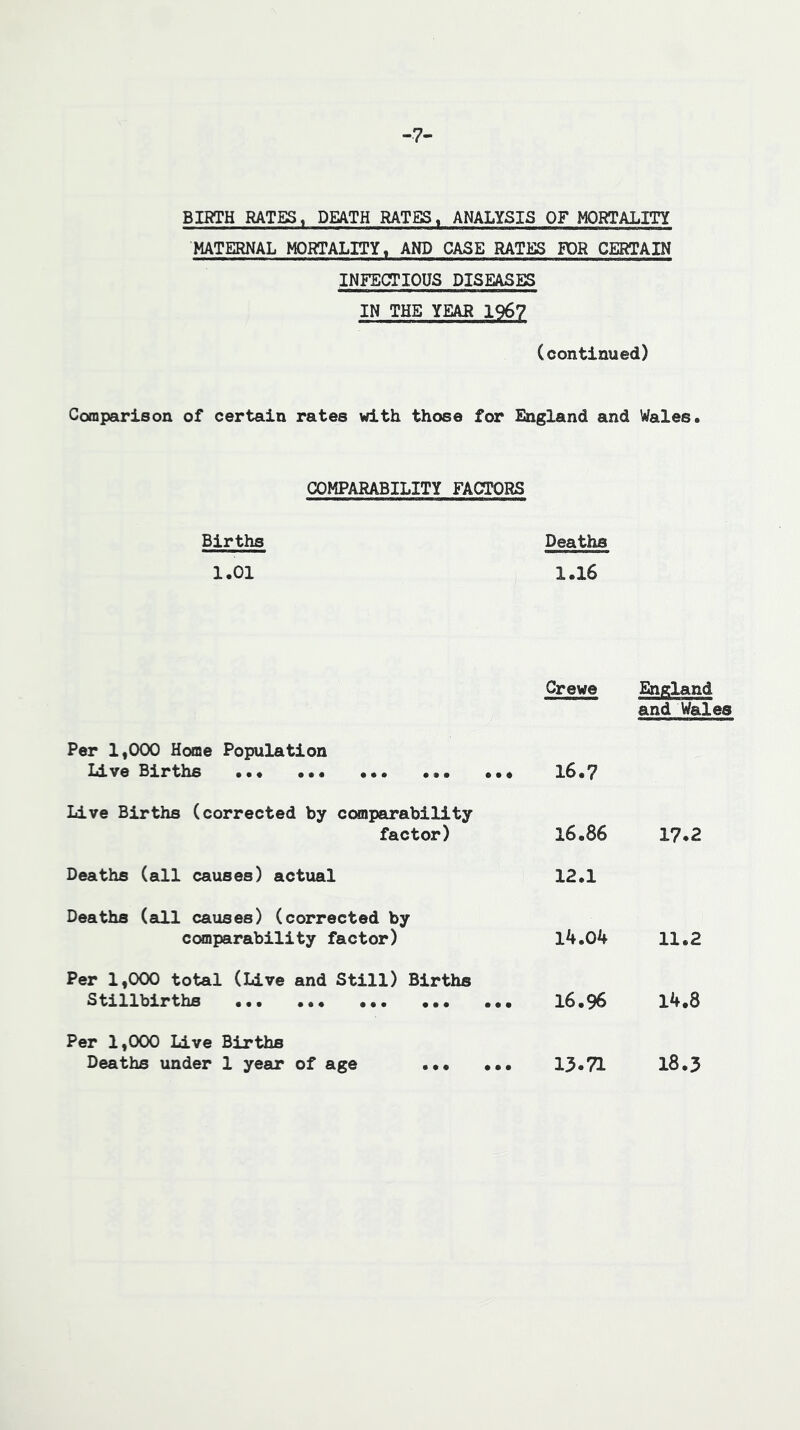 -7-
BIRTH RATES, DEATH RATES, ANALYSIS OF MORTALITY
MATERNAL MORTALITY, AND CASE RATES FOR CERTAIN
INFECTIOUS DISEASES
IN THE YEAR 1967
(continued)
Comparison of certain rates with those for England and Wales.
COMPARABILITY FACTORS
Births Deaths
1.01 1.16
Crewe England
and Wales
Per 1,000 Home Population
Live Births ... ... ... ... ... 16.7
Live Births (corrected by comparability
factor) 16.86 17.2
Deaths (all causes) actual 12.1
Deaths (all causes) (corrected by
comparability factor) 14.04 11.2
Per 1,000 total (Live and Still) Births
Stillbirths ... ... ... ... ... 16.96 14.8
Per 1,000 Live Births
Deaths under 1 year of age ... ... 13.71 18.3